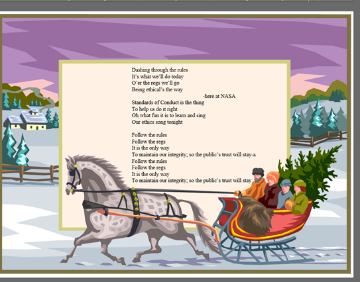 Dashing through the rules
It's what we'll do today
O'er the regs we'll go
Being ethical's the way
-here at NASA
Standards of Conduct is the thing
To help us do it right
Oh what fun it is to learn and sing
Our ethics song tonight
Follow the rules
Follow the regs
It is the only way
To maintain our integrity; so the public's trust will stay-a
Follow the rules
Follow the regs
It is the only way
To maintain our integrity; so the public's trust will stay